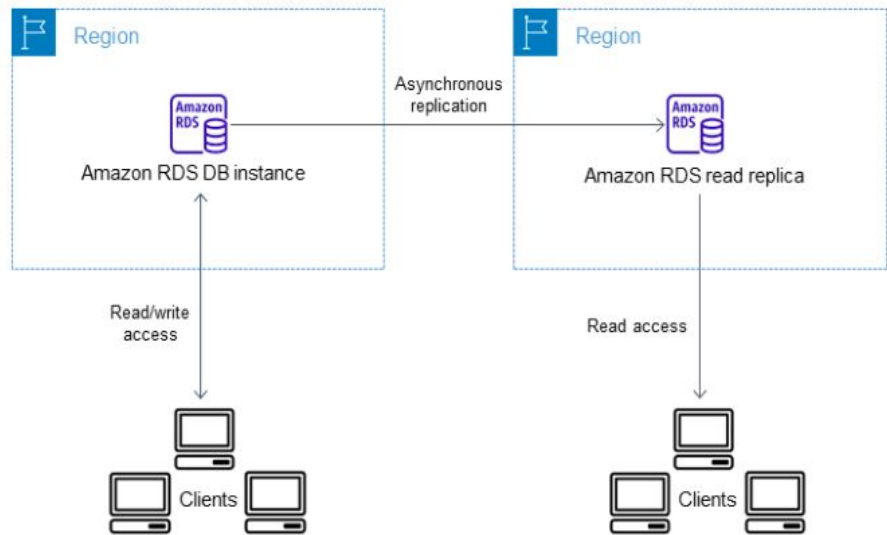 Region
Region
Asynchronous
replication
Amazon
RDS
Amazon
RDS
Amazon RDS DB instance
Amazon RDS read replica
Read/write
access
Read access
Clients
Clients